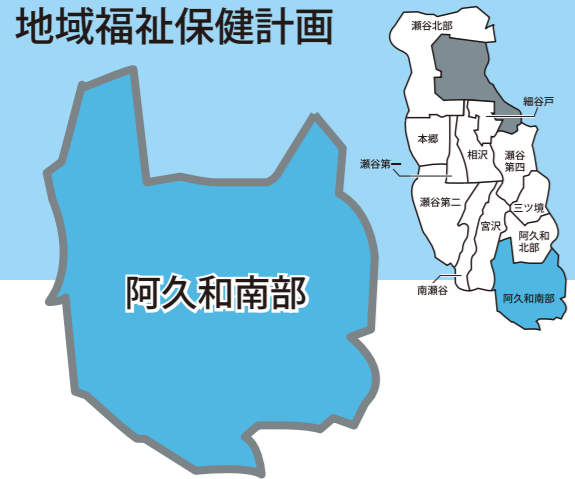 地域福祉保健計画
阿久和南部
瀬谷北部
細谷戸
本郷
相沢
瀬谷
第四
瀬谷第一
瀬谷第二
三ツ境
宮沢
阿久和
北部
南瀬谷
阿久和南部